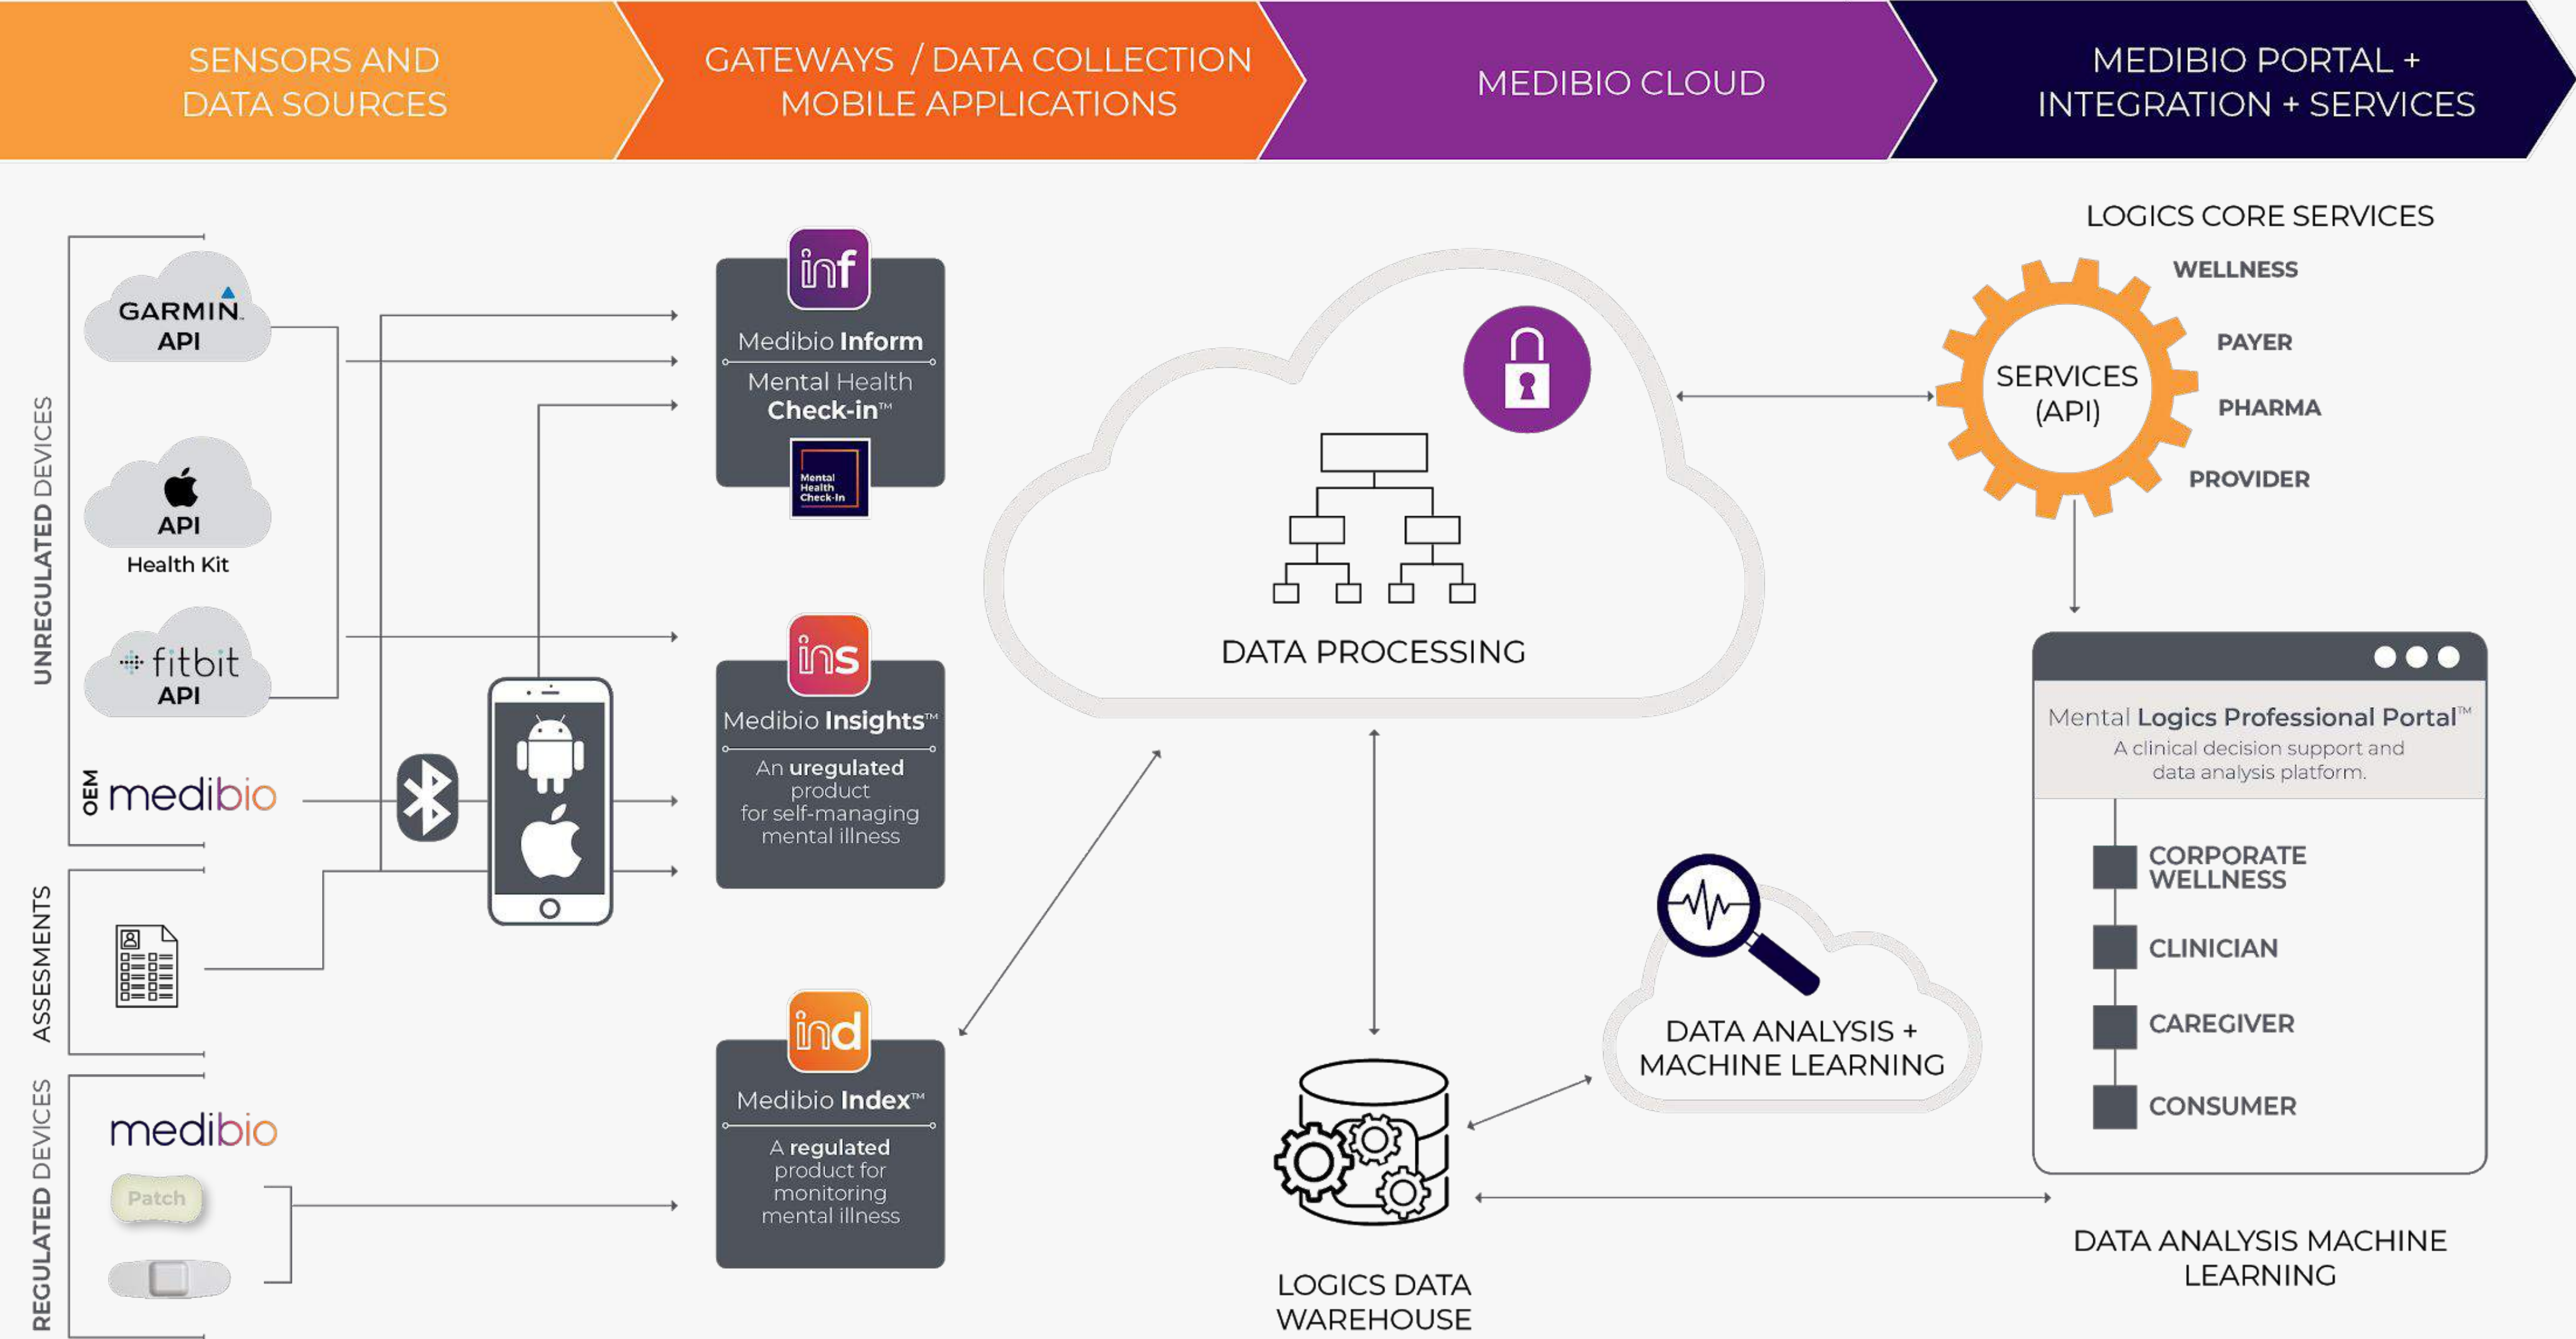 SENSORS AND
DATA SOURCES
GATEWAYS / DATA COLLECTION
MOBILE APPLICATIONS
MEDIBIO CLOUD
MEDIBIO PORTAL +
INTEGRATION + SERVICES
UNREGULATED DEVICES
GARMIN™
API
API
Health Kit
fitbit
API
OEM
medibio
ASSESSMENTS
REGULATED DEVICES
medibio
Patch
inf
Medibio Inform
Mental Health
Check-in™
Mental
Health
Check-In
ins
Medibio Insights™
An uregulated
product
for self-managing
mental illness
ind
Medibio Index™
A regulated
product for
monitoring
mental illness
DATA PROCESSING
LOGICS DATA
WAREHOUSE
DATA ANALYSIS +
MACHINE LEARNING
LOGICS CORE SERVICES
SERVICES
(API)
WELLNESS
PAYER
PHARMA
PROVIDER
Mental Logics Professional Portal™
A clinical decision support and
data analysis platform.
CORPORATE
WELLNESS
CLINICIAN
CAREGIVER
CONSUMER
DATA ANALYSIS MACHINE
LEARNING